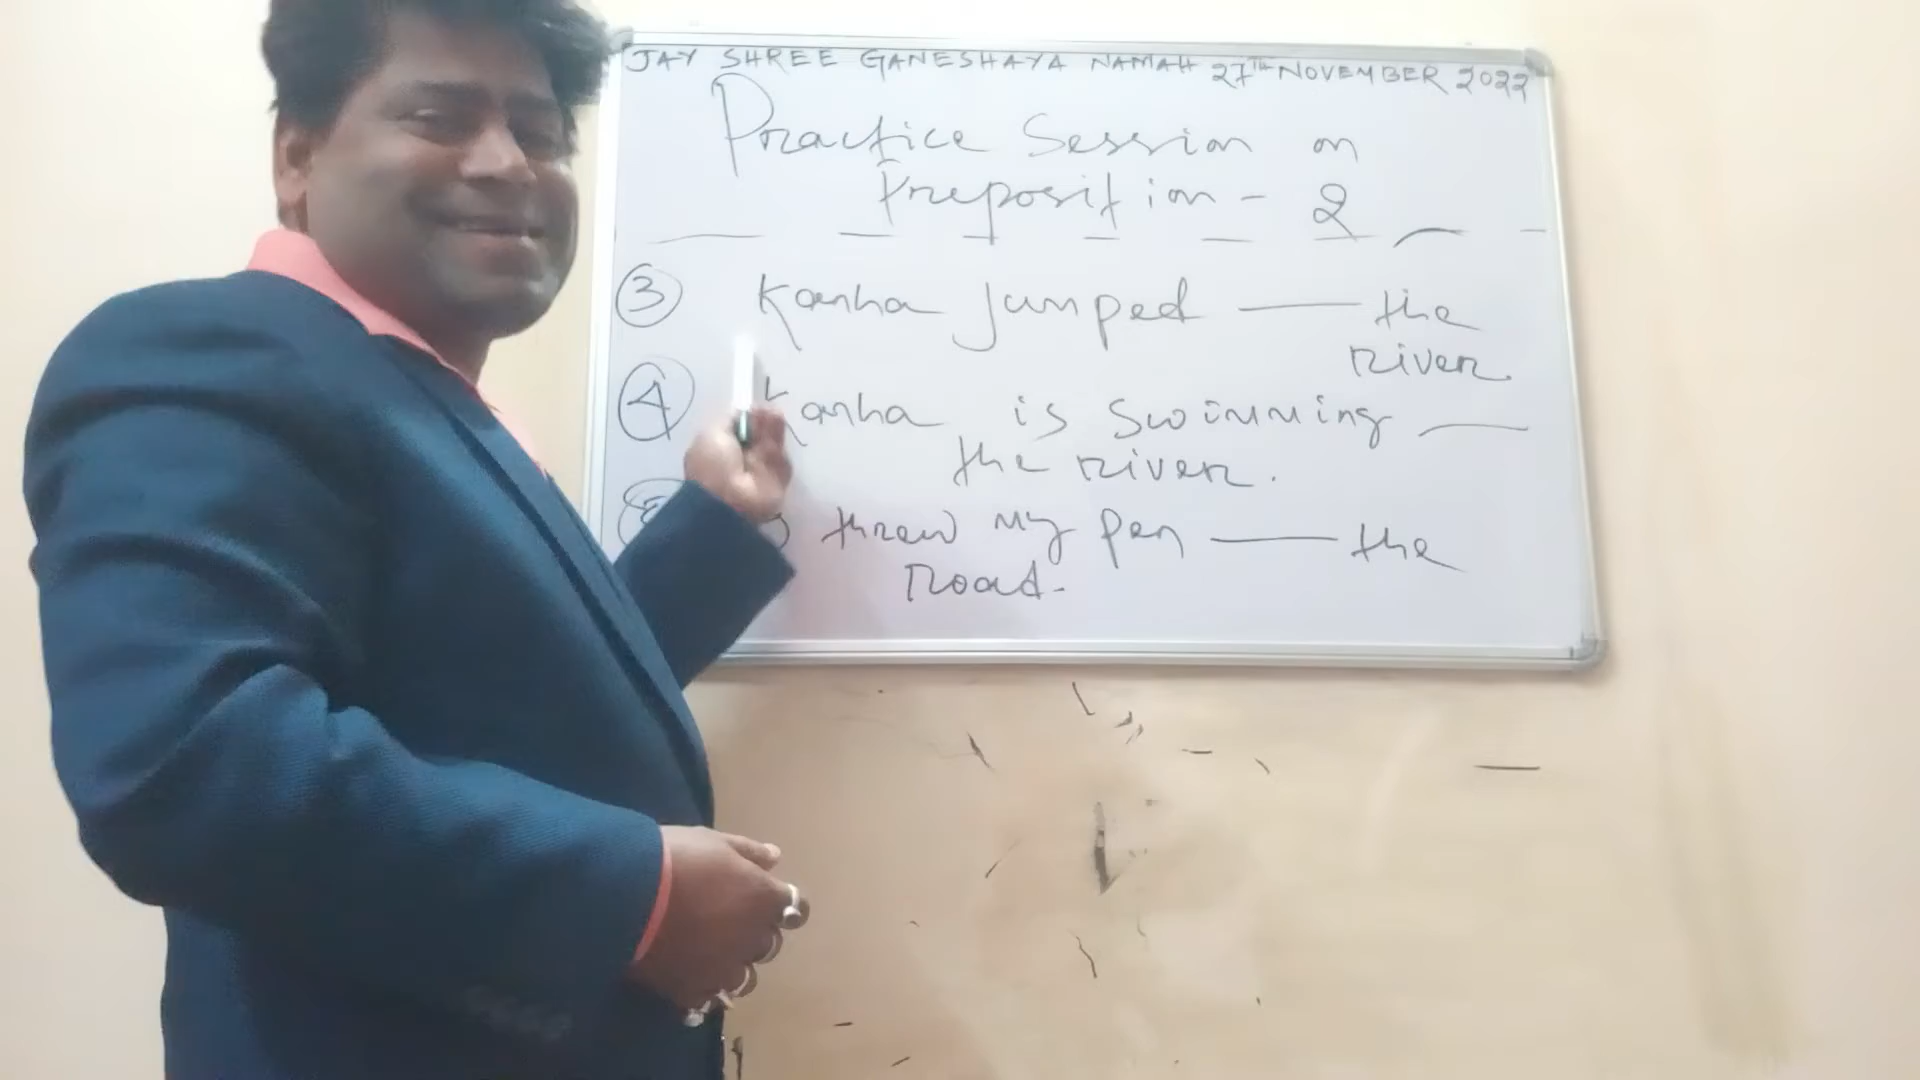 JAY SHREE GANESHAYA NAMAH 27TH NOVEMBER 2022
Practice Session on
Preposition - 2
③ Kanha jumped —— the
river.
④ Kanha is swimming ——
the river.
threw my pen —— the
road.